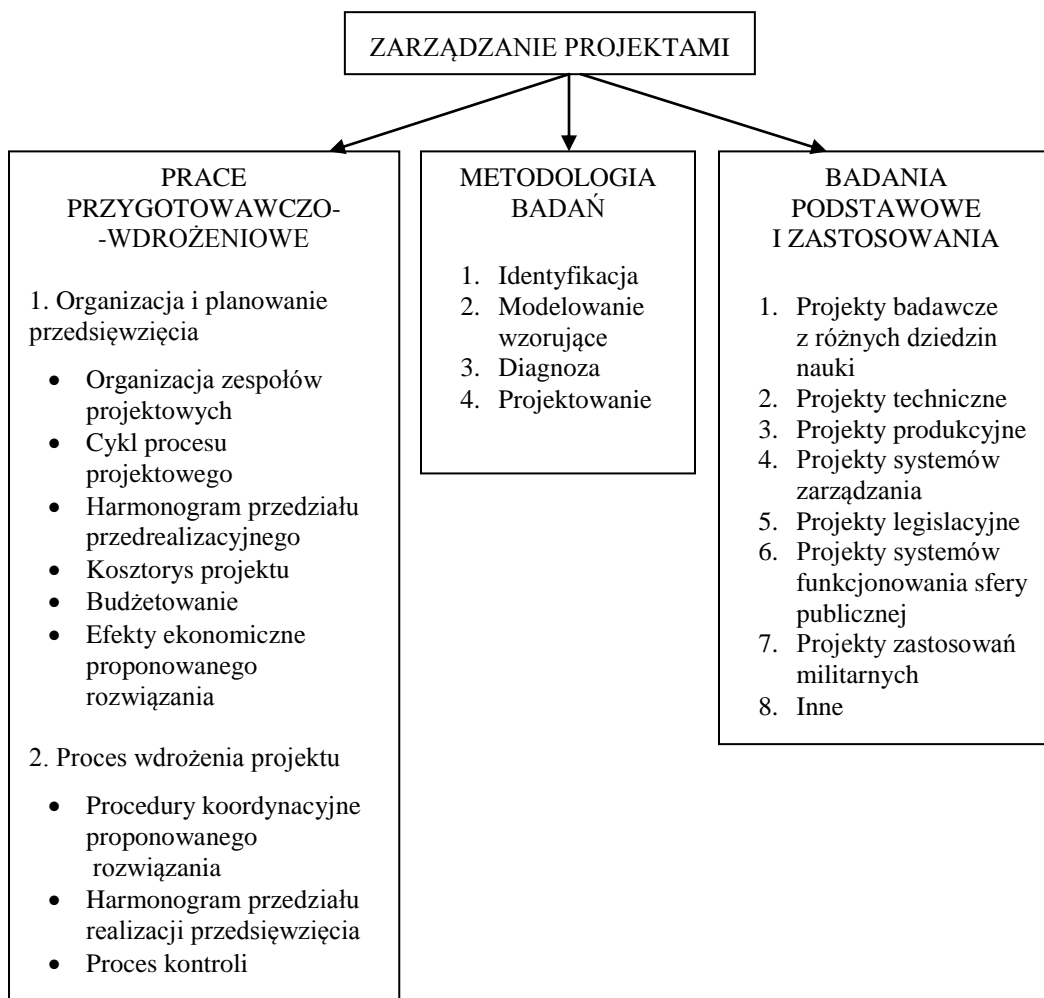 ZARZĄDZANIE PROJEKTAMI
PRACE
PRZYGOTOWAWCZO-
-WDROŻENIOWE
1. Organizacja i planowanie
przedsięwzięcia
• Organizacja zespołów
projektowych
• Cykl procesu
projektowego
• Harmonogram przedziału
przedrealizacyjnego
• Kosztorys projektu
• Budżetowanie
• Efekty ekonomiczne
proponowanego
rozwiązania
2. Proces wdrożenia projektu
• Procedury koordynacyjne
proponowanego
rozwiązania
• Harmonogram przedziału
realizacji przedsięwzięcia
• Proces kontroli
METODOLOGIA
BADAŃ
1. Identyfikacja
2. Modelowanie
wzorujące
3. Diagnoza
4. Projektowanie
BADANIA
PODSTAWOWE
I ZASTOSOWANIA
1. Projekty badawcze
z różnych dziedzin
nauki
2. Projekty techniczne
3. Projekty produkcyjne
4. Projekty systemów
zarządzania
5. Projekty legislacyjne
6. Projekty systemów
funkcjonowania sfery
publicznej
7. Projekty zastosowań
militarnych
8. Inne